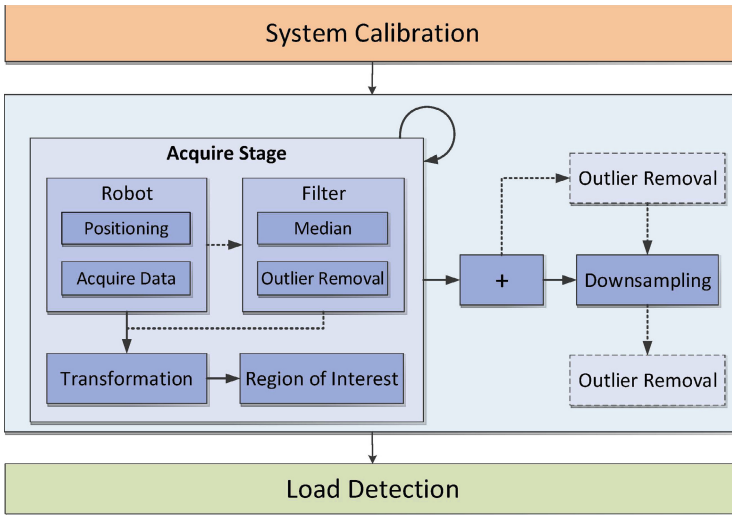 System Calibration
Acquire Stage
Robot
Positioning
Acquire Data
Filter
Median
Outlier Removal
Transformation
Region of Interest
+
Outlier Removal
Downsampling
Outlier Removal
Load Detection